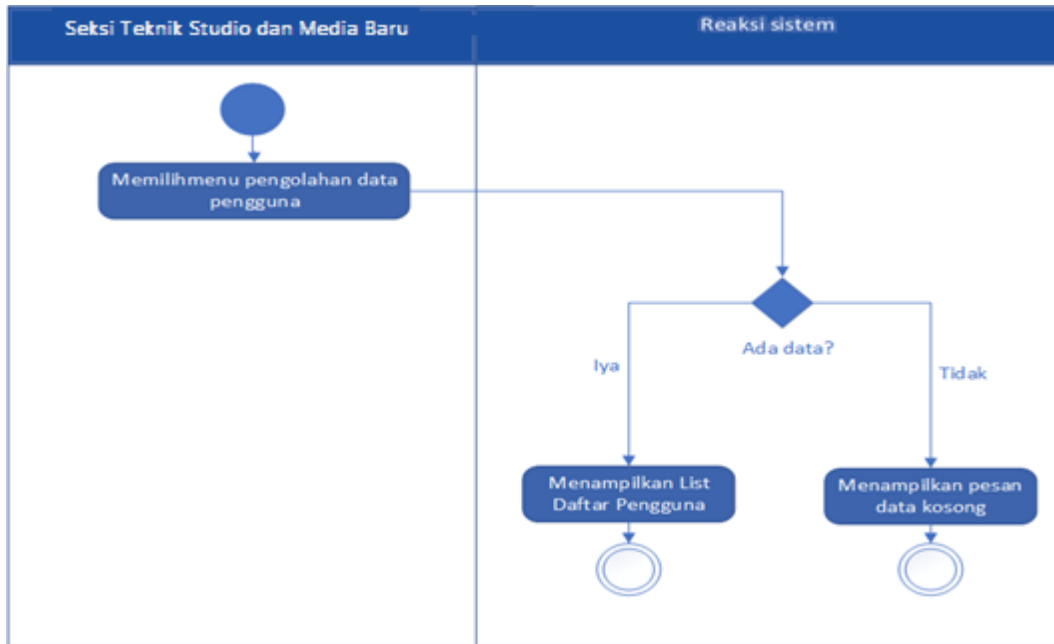 Seksi Teknik Studio dan Media Baru
Reaksi sistem
Memilihmenu pengolahan data
pengguna
Ada data?
Iya
Tidak
Menampilkan List
Daftar Pengguna
Menampilkan pesan
data kosong